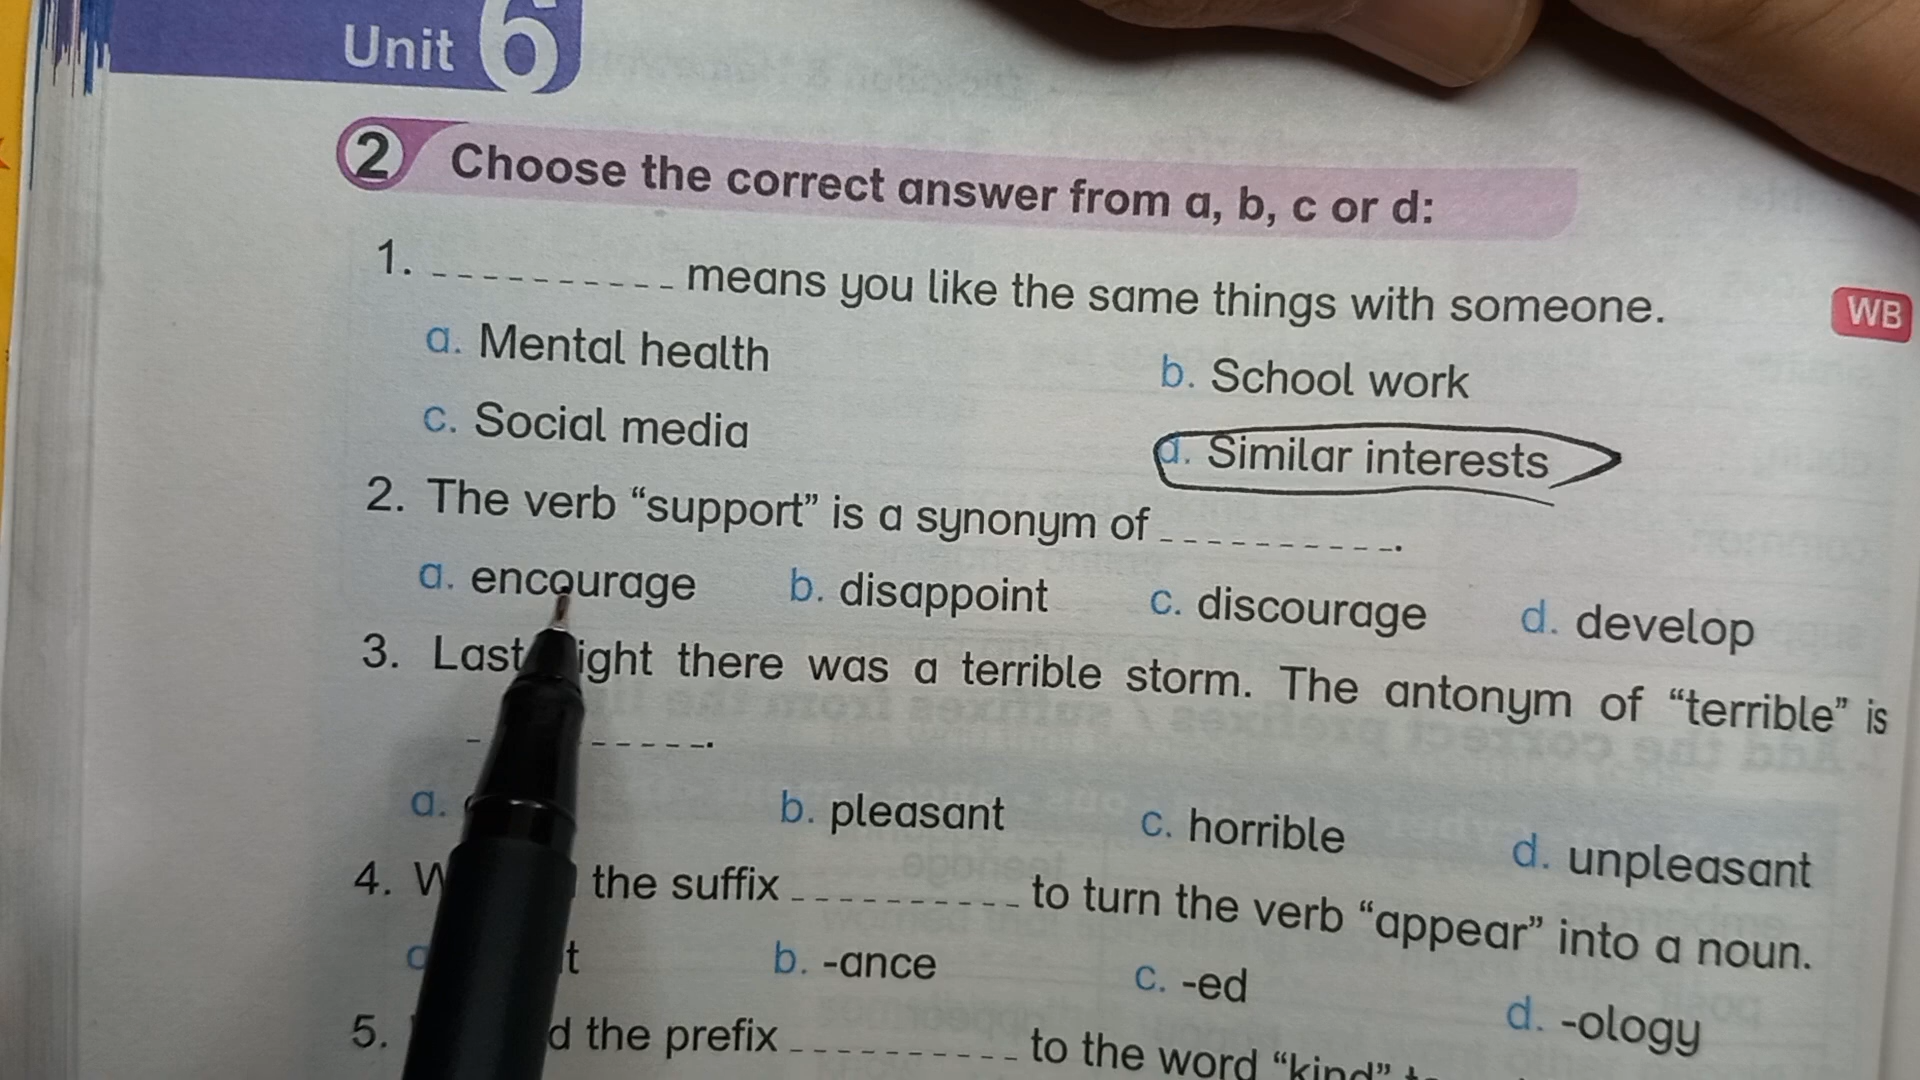 Unit 6
2 Choose the correct answer from a, b, c or d:
1. __________ means you like the same things with someone. WB
a. Mental health b. School work
c. Social media d. Similar interests
2. The verb “support” is a synonym of __________.
a. encourage b. disappoint c. discourage d. develop
3. Last there was a terrible storm. The antonym of “terrible” is
__________.
a. b. pleasant c. horrible d. unpleasant
4. the suffix __________ to turn the verb “appear” into a noun.
b. -ance c. -ed d. -ology
5. the prefix __________ to the word “kind”